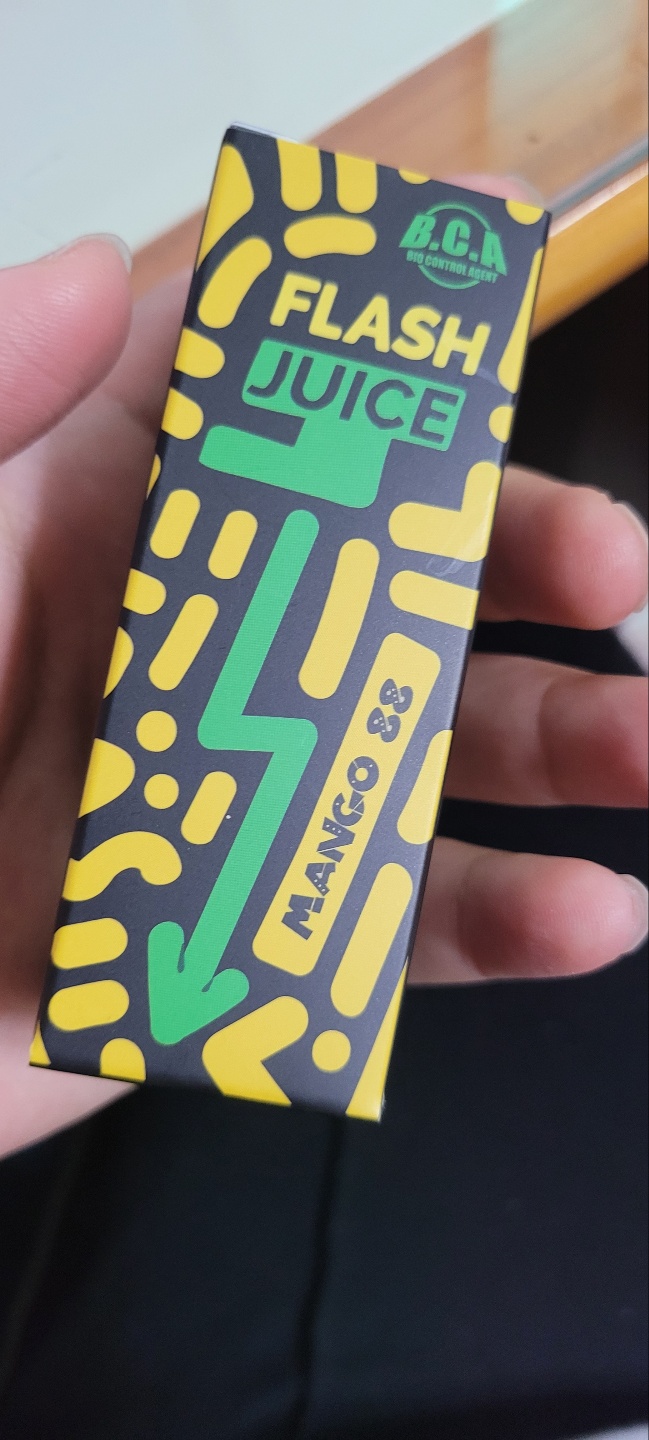 B.C.A
BIO CONTROL AGENT
FLASH
JUICE
MANGO 88